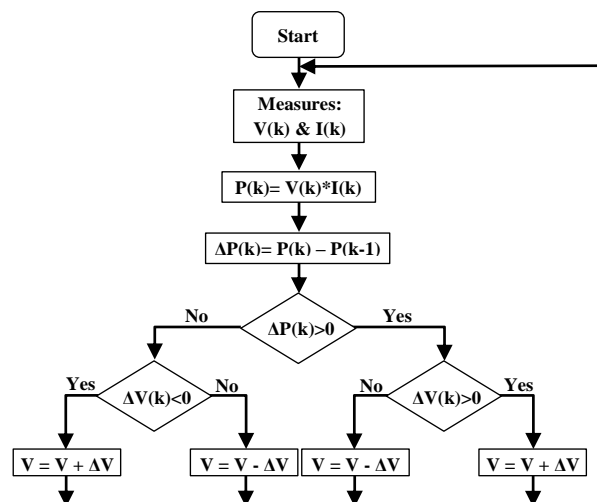 Start
Measures:
V(k) & I(k)
P(k)= V(k)*I(k)
ΔP(k)= P(k) – P(k-1)
No
ΔP(k)>0
Yes
Yes
ΔV(k)<0
No
No
ΔV(k)>0
Yes
V = V + ΔV
V = V - ΔV
V = V - ΔV
V = V + ΔV